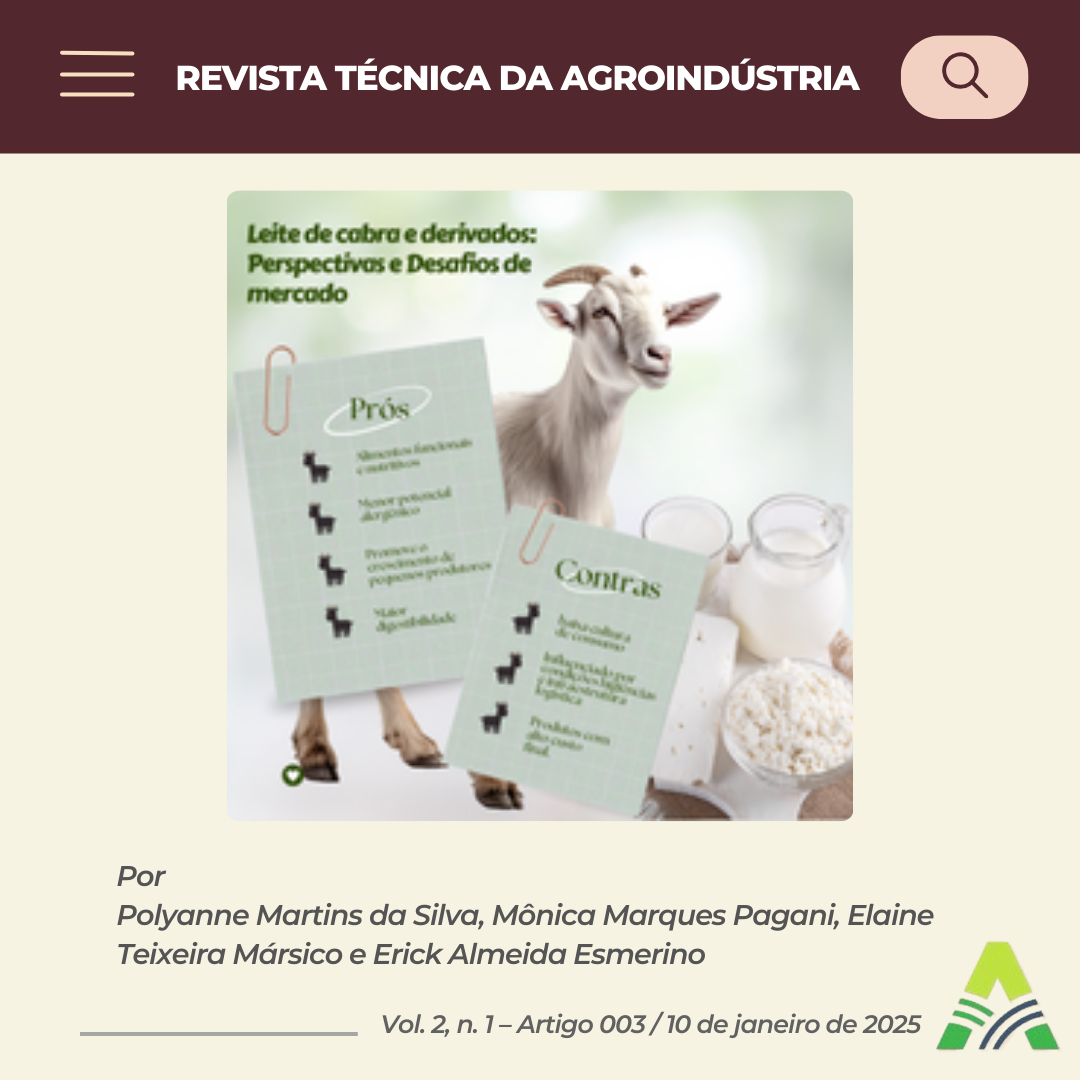 REVISTA TÉCNICA DA AGROINDÚSTRIA
Leite de cabra e derivados:
Perspectivas e Desafios de
mercado
Prós
Alimentos funcionais
e nutritivos
Menor potencial
alergênico
Promove o
crescimento de
pequenos produtores
Maior
digestibilidade
Contras
baixa cultura
de consumo
Influenciado por
condições
e infraestrutura
logística
Produtos com
alto custo
final.
Por
Polyanne Martins da Silva, Mônica Marques Pagani, Elaine
Teixeira Mársico e Erick Almeida Esmerino
Vol. 2, n. 1 – Artigo 003 / 10 de janeiro de 2025